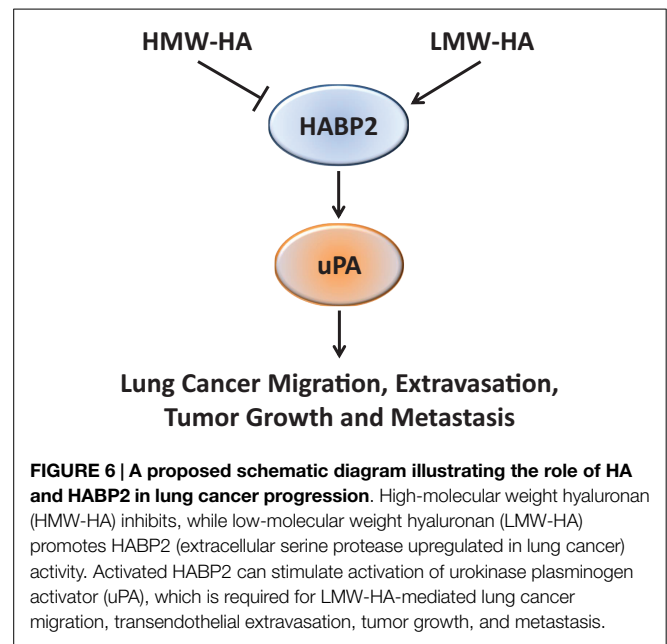 HMW-HA LMW-HA
HABP2
uPA
Lung Cancer Migration, Extravasation,
Tumor Growth and Metastasis
FIGURE 6 | A proposed schematic diagram illustrating the role of HA
and HABP2 in lung cancer progression. High-molecular weight hyaluronan
(HMW-HA) inhibits, while low-molecular weight hyaluronan (LMW-HA)
promotes HABP2 (extracellular serine protease upregulated in lung cancer)
activity. Activated HABP2 can stimulate activation of urokinase plasminogen
activator (uPA), which is required for LMW-HA-mediated lung cancer
migration, transendothelial extravasation, tumor growth, and metastasis.